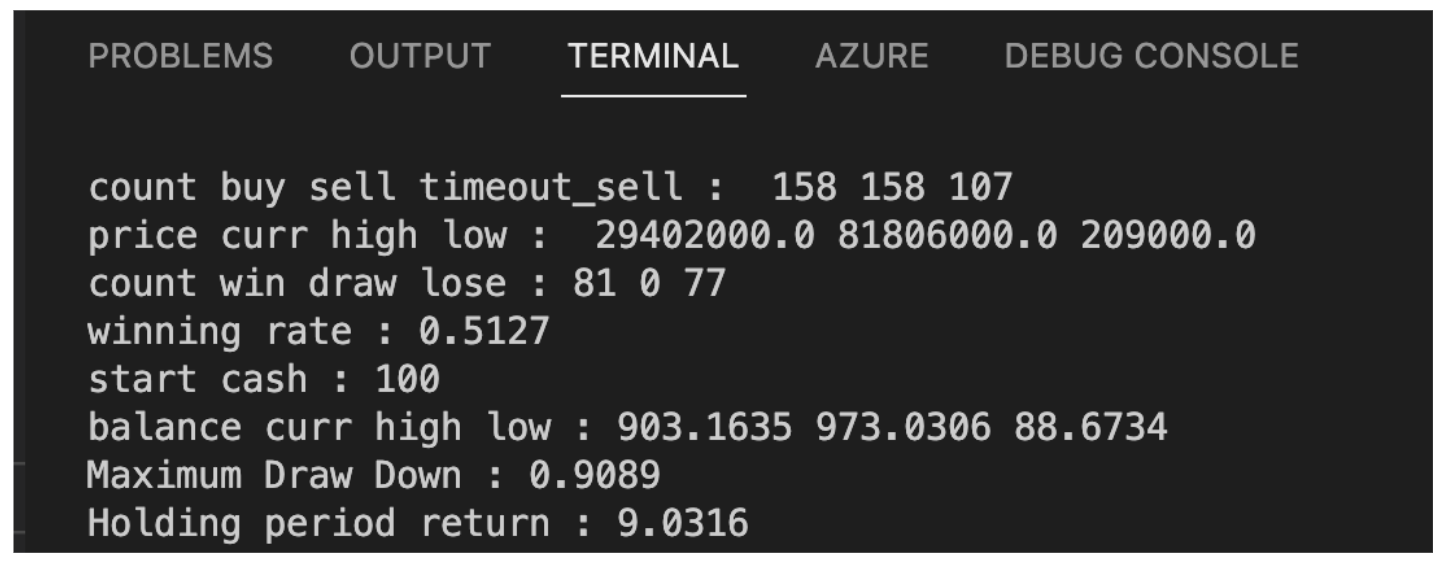 PROBLEMS OUTPUT TERMINAL AZURE DEBUG CONSOLE
count buy sell timeout_sell :  158 158 107
price curr high low :  29402000.0 81806000.0 209000.0
count win draw lose : 81 0 77
winning rate : 0.5127
start cash : 100
balance curr high low : 903.1635 973.0306 88.6734
Maximum Draw Down : 0.9089
Holding period return : 9.0316